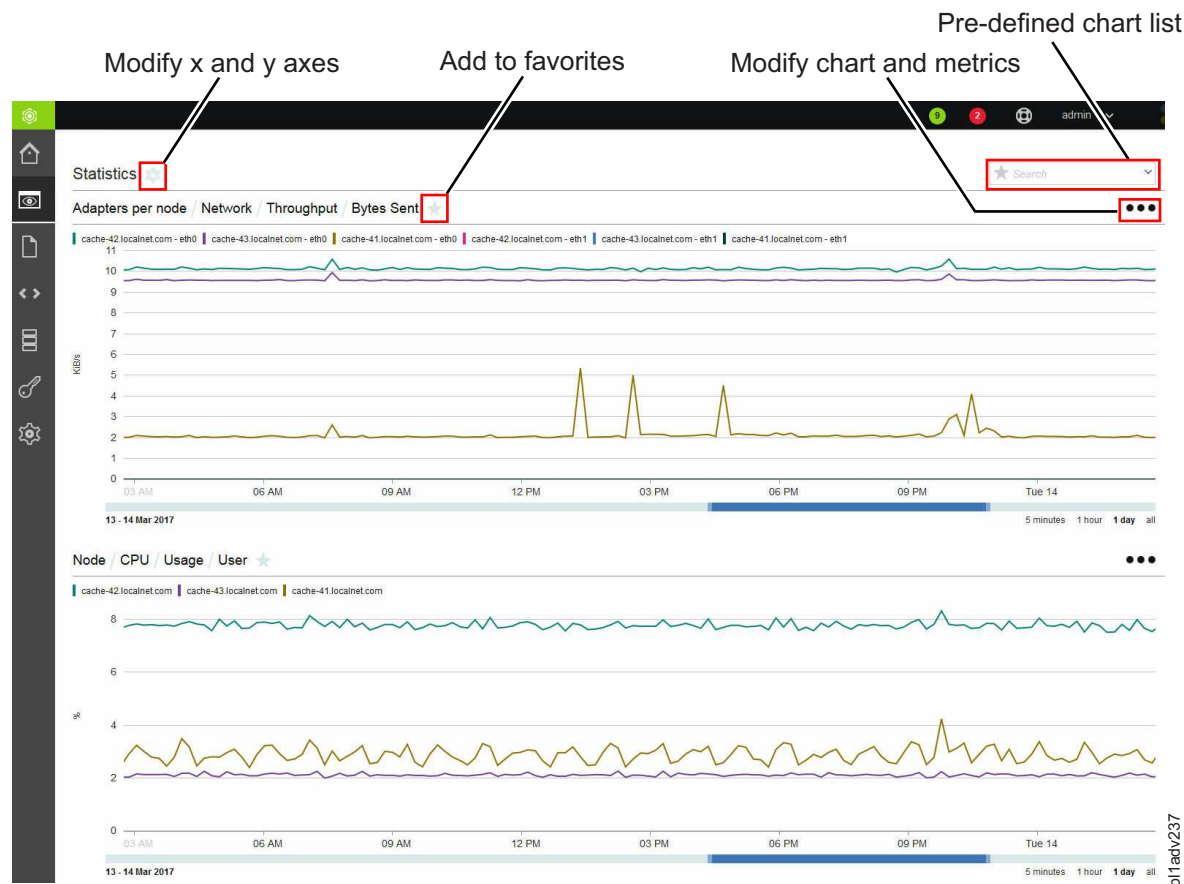 Pre-defined chart list
Modify x and y axes
Add to favorites
Modify chart and metrics
9
2
admin
Statistics
Search
Adapters per node / Network / Throughput / Bytes Sent
cache-42.localnet.com - eth0 cache-43.localnet.com - eth0 cache-41.localnet.com - eth0 cache-42.localnet.com - eth1 cache-43.localnet.com - eth1 cache-41.localnet.com - eth1
11
10
9
8
7
6
KiB/s
5
4
3
2
1
0
03 AM 06 AM 09 AM 12 PM 03 PM 06 PM 09 PM Tue 14
13 - 14 Mar 2017
5 minutes 1 hour 1 day all
Node / CPU / Usage / User
cache-42.localnet.com cache-43.localnet.com cache-41.localnet.com
8
6
%
4
2
0
03 AM 06 AM 09 AM 12 PM 03 PM 06 PM 09 PM Tue 14
13 - 14 Mar 2017
5 minutes 1 hour 1 day all